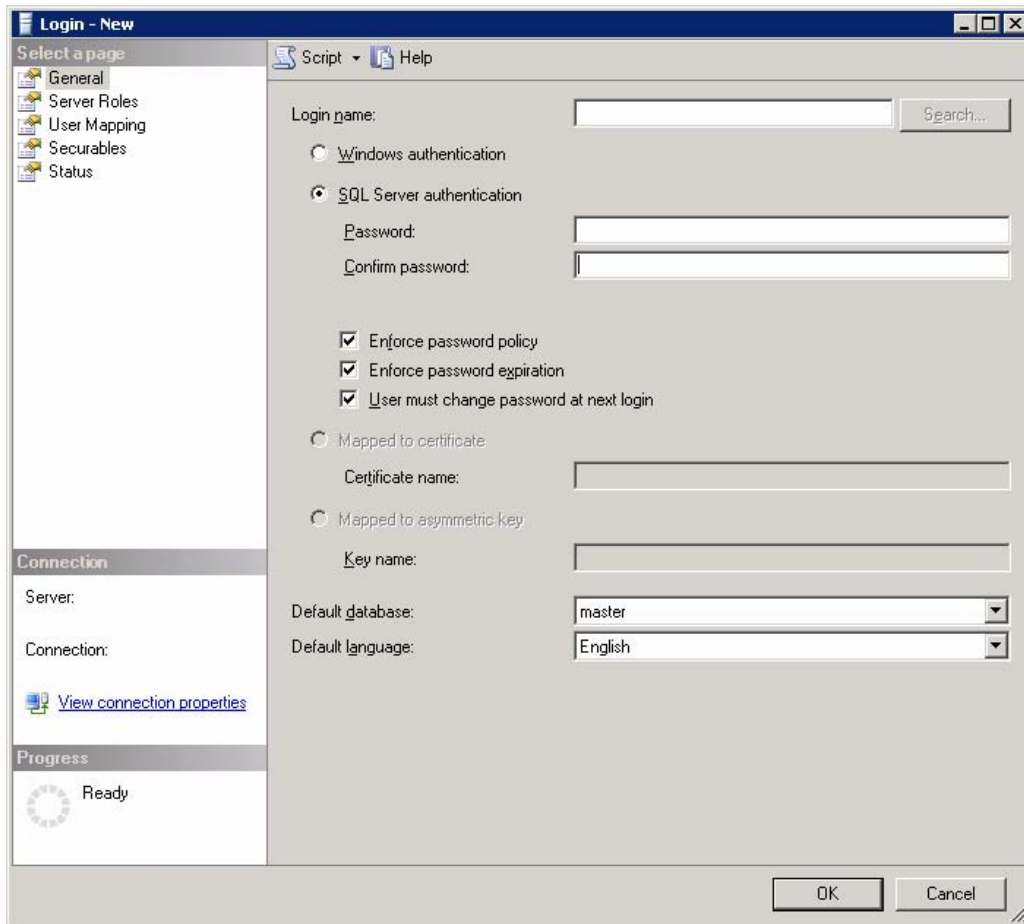 Login - New
Select a page
General
Server Roles
User Mapping
Securables
Status
Connection
Server:
Connection:
View connection properties
Progress
Ready
Script Help
Login name: Search...
Windows authentication
SQL Server authentication
Password:
Confirm password:
Enforce password policy
Enforce password expiration
User must change password at next login
Mapped to certificate
Certificate name:
Mapped to asymmetric key
Key name:
Default database: master
Default language: English
OK Cancel